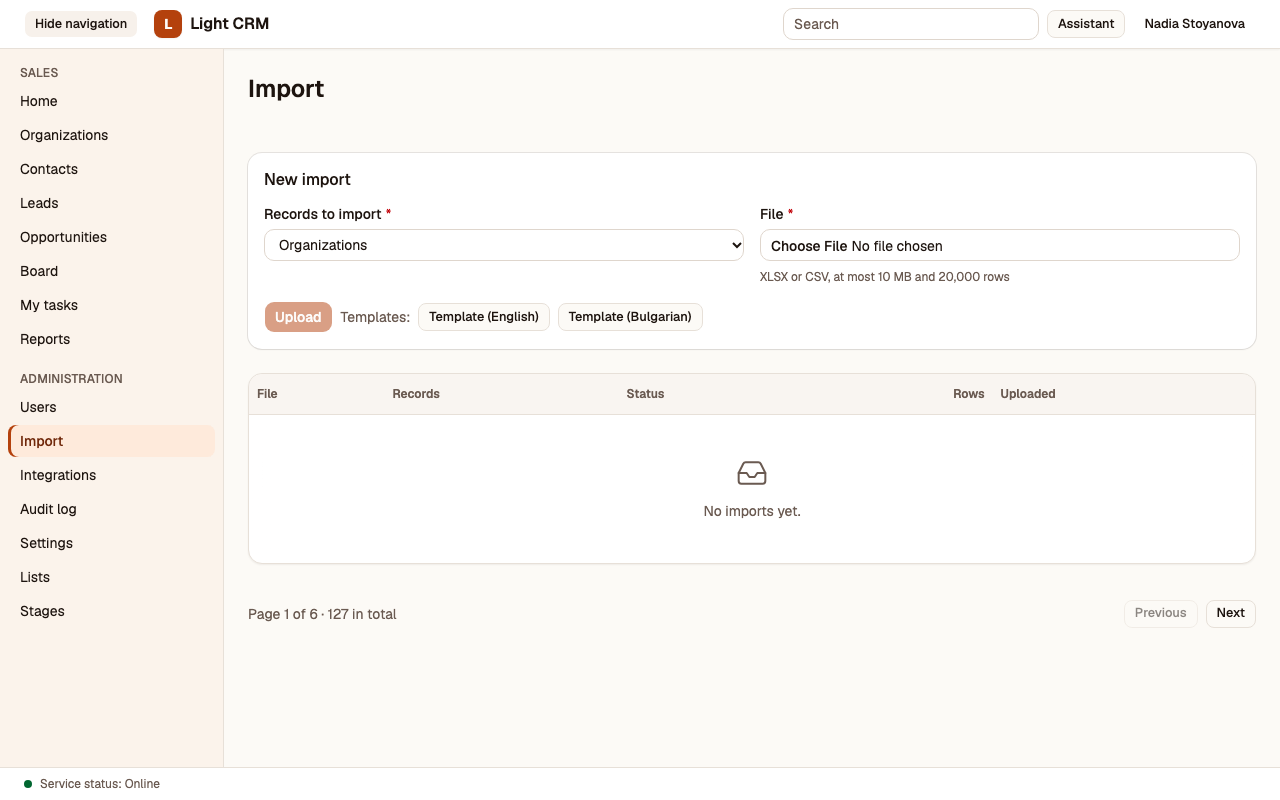 Hide navigation
L
Light CRM
Search
Assistant
Nadia Stoyanova
SALES
Home
Organizations
Contacts
Leads
Opportunities
Board
My tasks
Reports
ADMINISTRATION
Users
Import
Integrations
Audit log
Settings
Lists
Stages
Import
New import
Records to import *
Organizations
File *
Choose File No file chosen
XLSX or CSV, at most 10 MB and 20,000 rows
Upload Templates: Template (English) Template (Bulgarian)
File Records Status Rows Uploaded
No imports yet.
Page 1 of 6 · 127 in total
Previous Next
Service status: Online